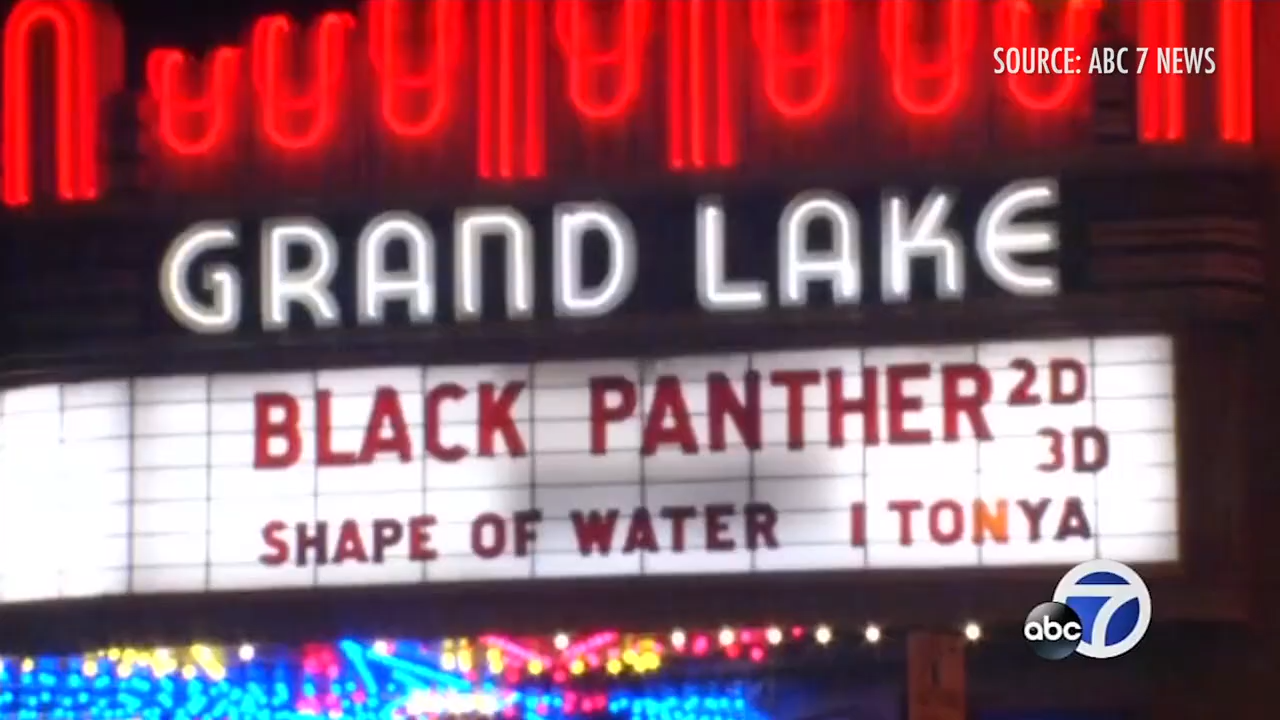 SOURCE: ABC 7 NEWS
GRAND LAKE
BLACK PANTHER 2D
3D
SHAPE OF WATER I TONYA
abc 7